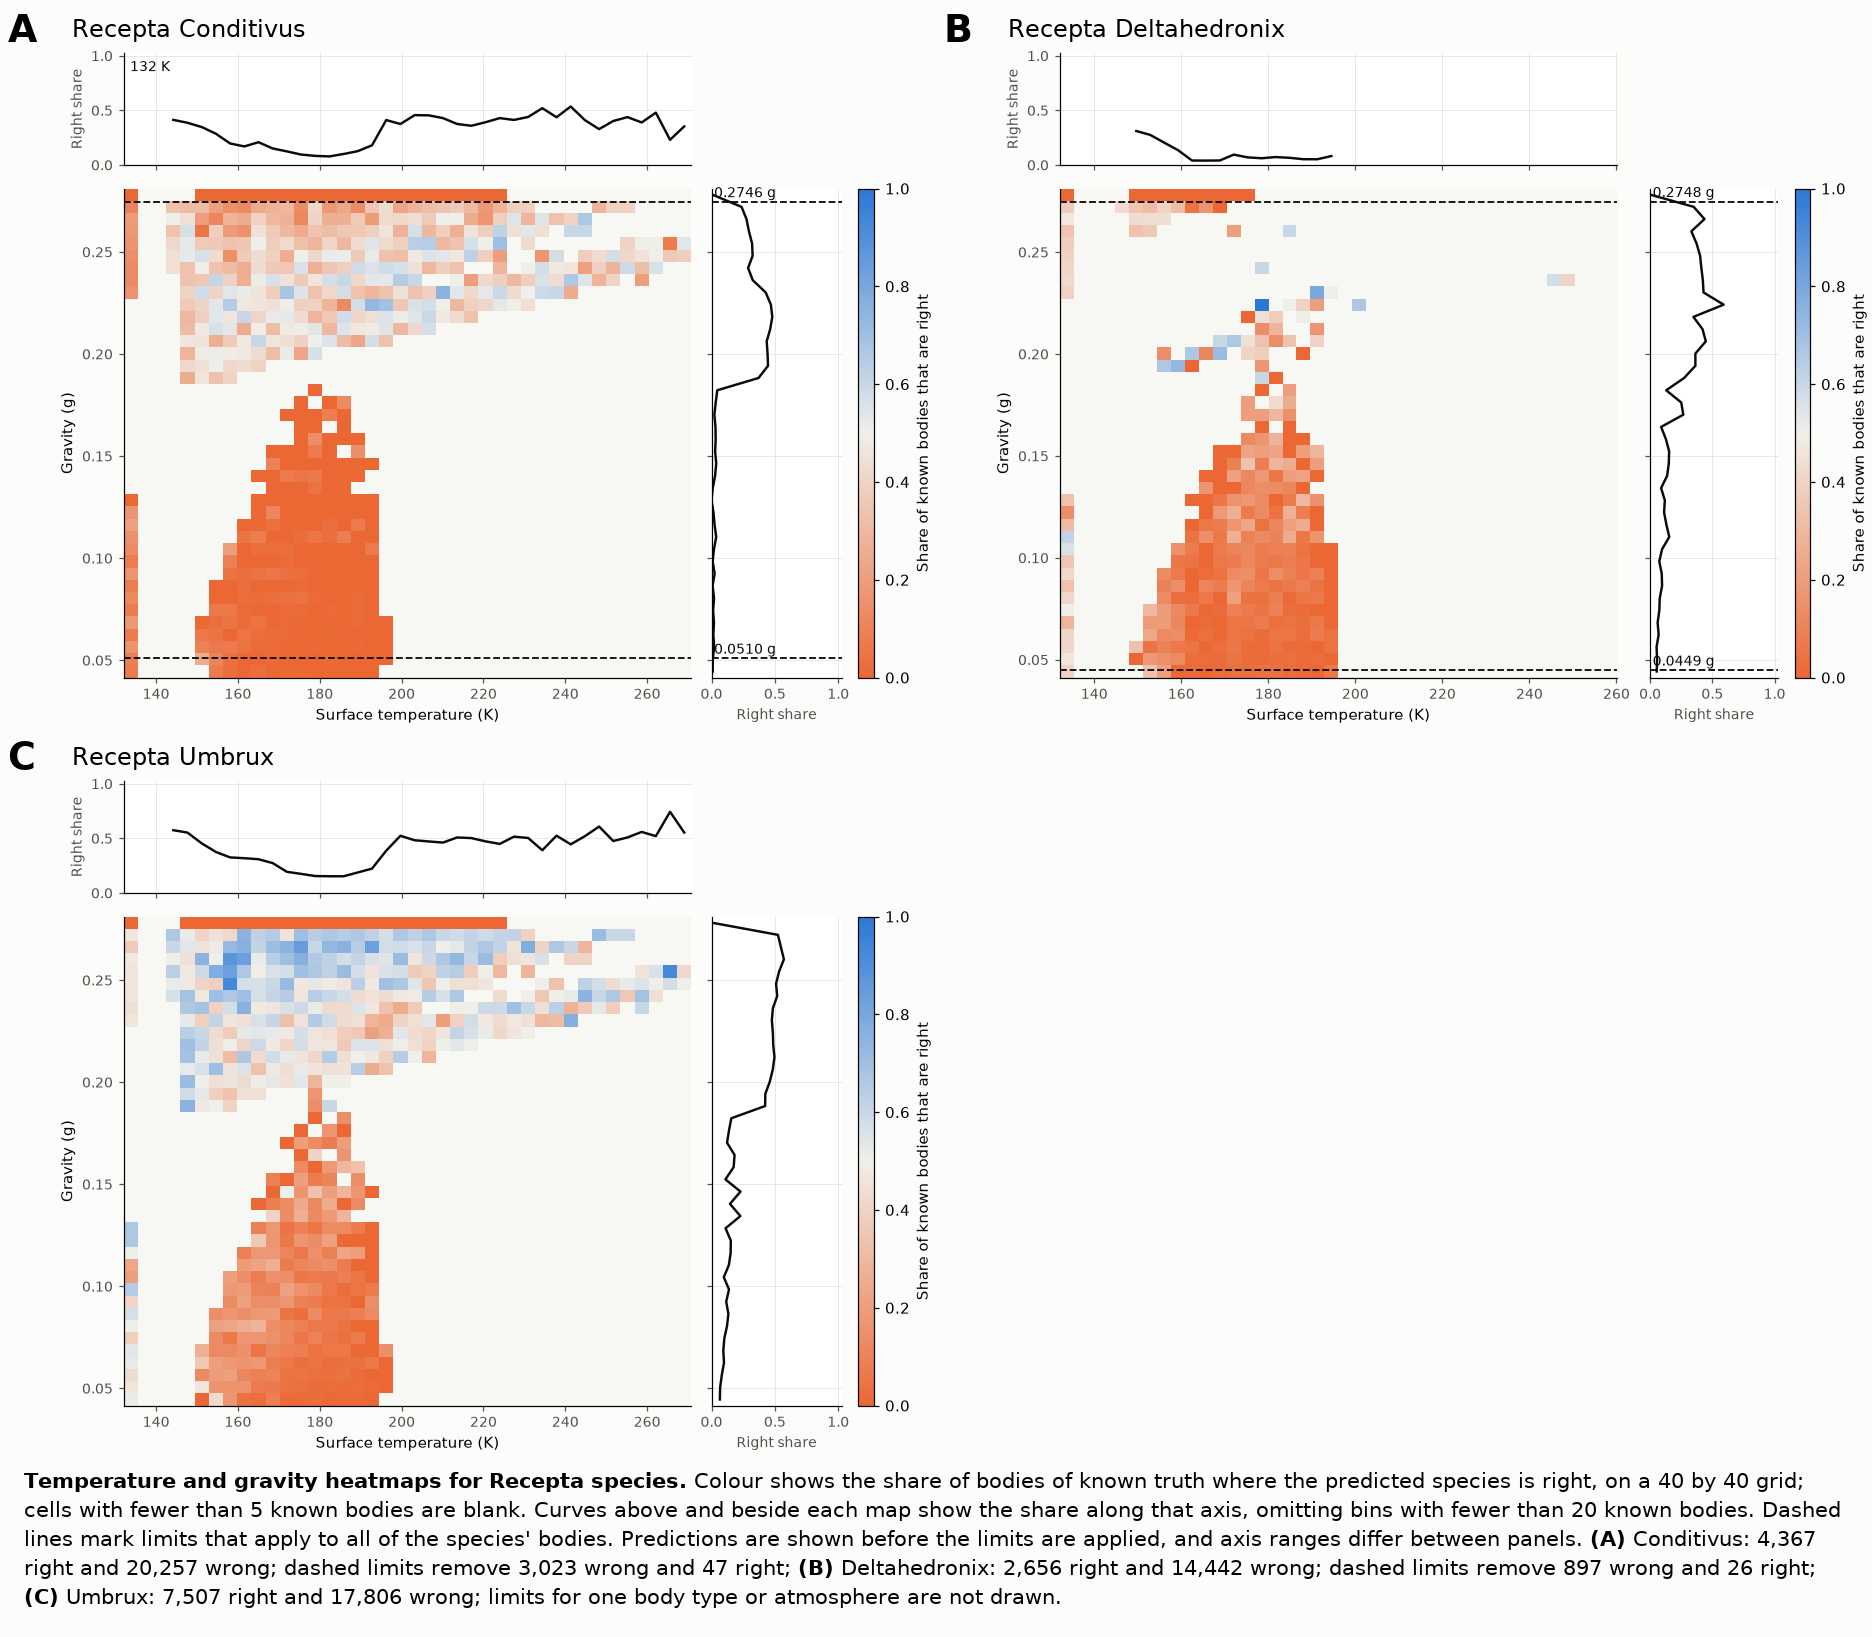 A Recepta Conditivus
Right share
1.0
0.5
0.0
132 K
Gravity (g)
0.25
0.20
0.15
0.10
0.05
140 160 180 200 220 240 260
Surface temperature (K)
0.2746 g
0.0510 g
0.0 0.5 1.0
Right share
1.0
0.8
0.6
0.4
0.2
0.0
Share of known bodies that are right
B Recepta Deltahedronix
Right share
1.0
0.5
0.0
Gravity (g)
0.25
0.20
0.15
0.10
0.05
140 160 180 200 220 240 260
Surface temperature (K)
0.2748 g
0.0449 g
0.0 0.5 1.0
Right share
1.0
0.8
0.6
0.4
0.2
0.0
Share of known bodies that are right
C Recepta Umbrux
Right share
1.0
0.5
0.0
Gravity (g)
0.25
0.20
0.15
0.10
0.05
140 160 180 200 220 240 260
Surface temperature (K)
0.0 0.5 1.0
Right share
1.0
0.8
0.6
0.4
0.2
0.0
Share of known bodies that are right
Temperature and gravity heatmaps for Recepta species. Colour shows the share of bodies of known truth where the predicted species is right, on a 40 by 40 grid;
cells with fewer than 5 known bodies are blank. Curves above and beside each map show the share along that axis, omitting bins with fewer than 20 known bodies. Dashed
lines mark limits that apply to all of the species' bodies. Predictions are shown before the limits are applied, and axis ranges differ between panels. (A) Conditivus: 4,367
right and 20,257 wrong; dashed limits remove 3,023 wrong and 47 right; (B) Deltahedronix: 2,656 right and 14,442 wrong; dashed limits remove 897 wrong and 26 right;
(C) Umbrux: 7,507 right and 17,806 wrong; limits for one body type or atmosphere are not drawn.